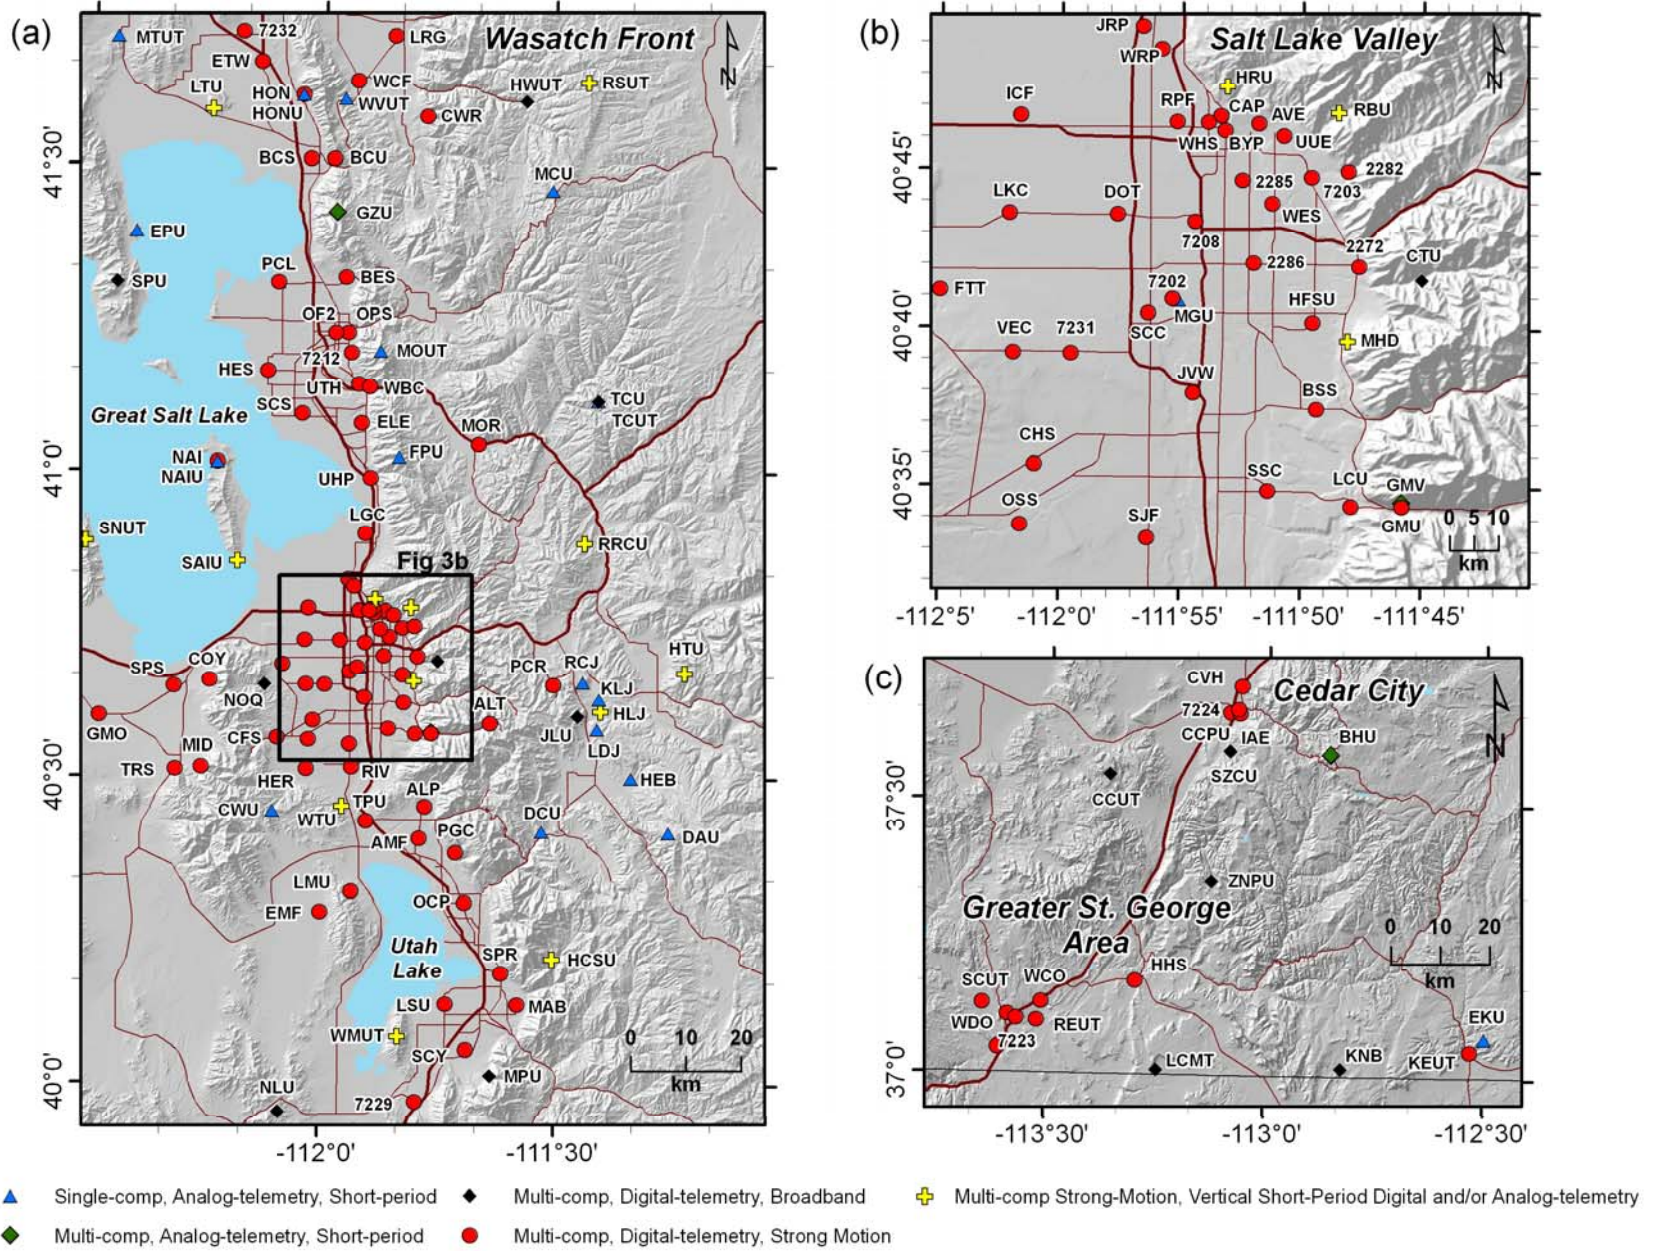 (a)
Wasatch Front
N
MTUT
7232
LRG
ETW
LTU
HON
HONU
WCF
WVUT
HWUT
RSUT
CWR
BCS
BCU
MCU
GZU
EPU
SPU
PCL
BES
OF2
OPS
7212
MOUT
HES
UTH
WBC
SCS
TCU
TCUT
Great Salt Lake
ELE
MOR
NAI
NAIU
FPU
UHP
LGC
SNUT
SAIU
RRCU
Fig 3b
SPS
COY
PCR
RCJ
HTU
NOQ
KLJ
HLJ
ALT
GMO
JLU
LDJ
MID
CFS
TRS
HER
RIV
HEB
CWU
WTU
TPU
ALP
DCU
DAU
AMF
PGC
LMU
EMF
OCP
Utah
Lake
SPR
HCSU
LSU
MAB
WMUT
SCY
MPU
NLU
7229
0 10 20
km
41°30'
41°0'
40°30'
40°0'
-112°0'
-111°30'
(b)
Salt Lake Valley
N
JRP
WRP
HRU
ICF
RPF
CAP
AVE
RBU
WHS
BYP
UUE
2282
2285
7203
LKC
DOT
WES
7208
2272
CTU
2286
FTT
7202
MGU
HFSU
VEC
7231
SCC
MHD
JVW
BSS
CHS
SSC
LCU
GMV
OSS
GMU
SJF
0 5 10
km
40°45'
40°40'
40°35'
-112°5'
-112°0'
-111°55'
-111°50'
-111°45'
(c)
Cedar City
N
CVH
7224
CCPU
IAE
BHU
SZCU
CCUT
ZNPU
Greater St. George
Area
0 10 20
km
SCUT
WCO
HHS
WDO
REUT
EKU
7223
LCMT
KNB
KEUT
37°30'
37°0'
-113°30'
-113°0'
-112°30'
Single-comp, Analog-telemetry, Short-period
Multi-comp, Digital-telemetry, Broadband
Multi-comp Strong-Motion, Vertical Short-Period Digital and/or Analog-telemetry
Multi-comp, Analog-telemetry, Short-period
Multi-comp, Digital-telemetry, Strong Motion